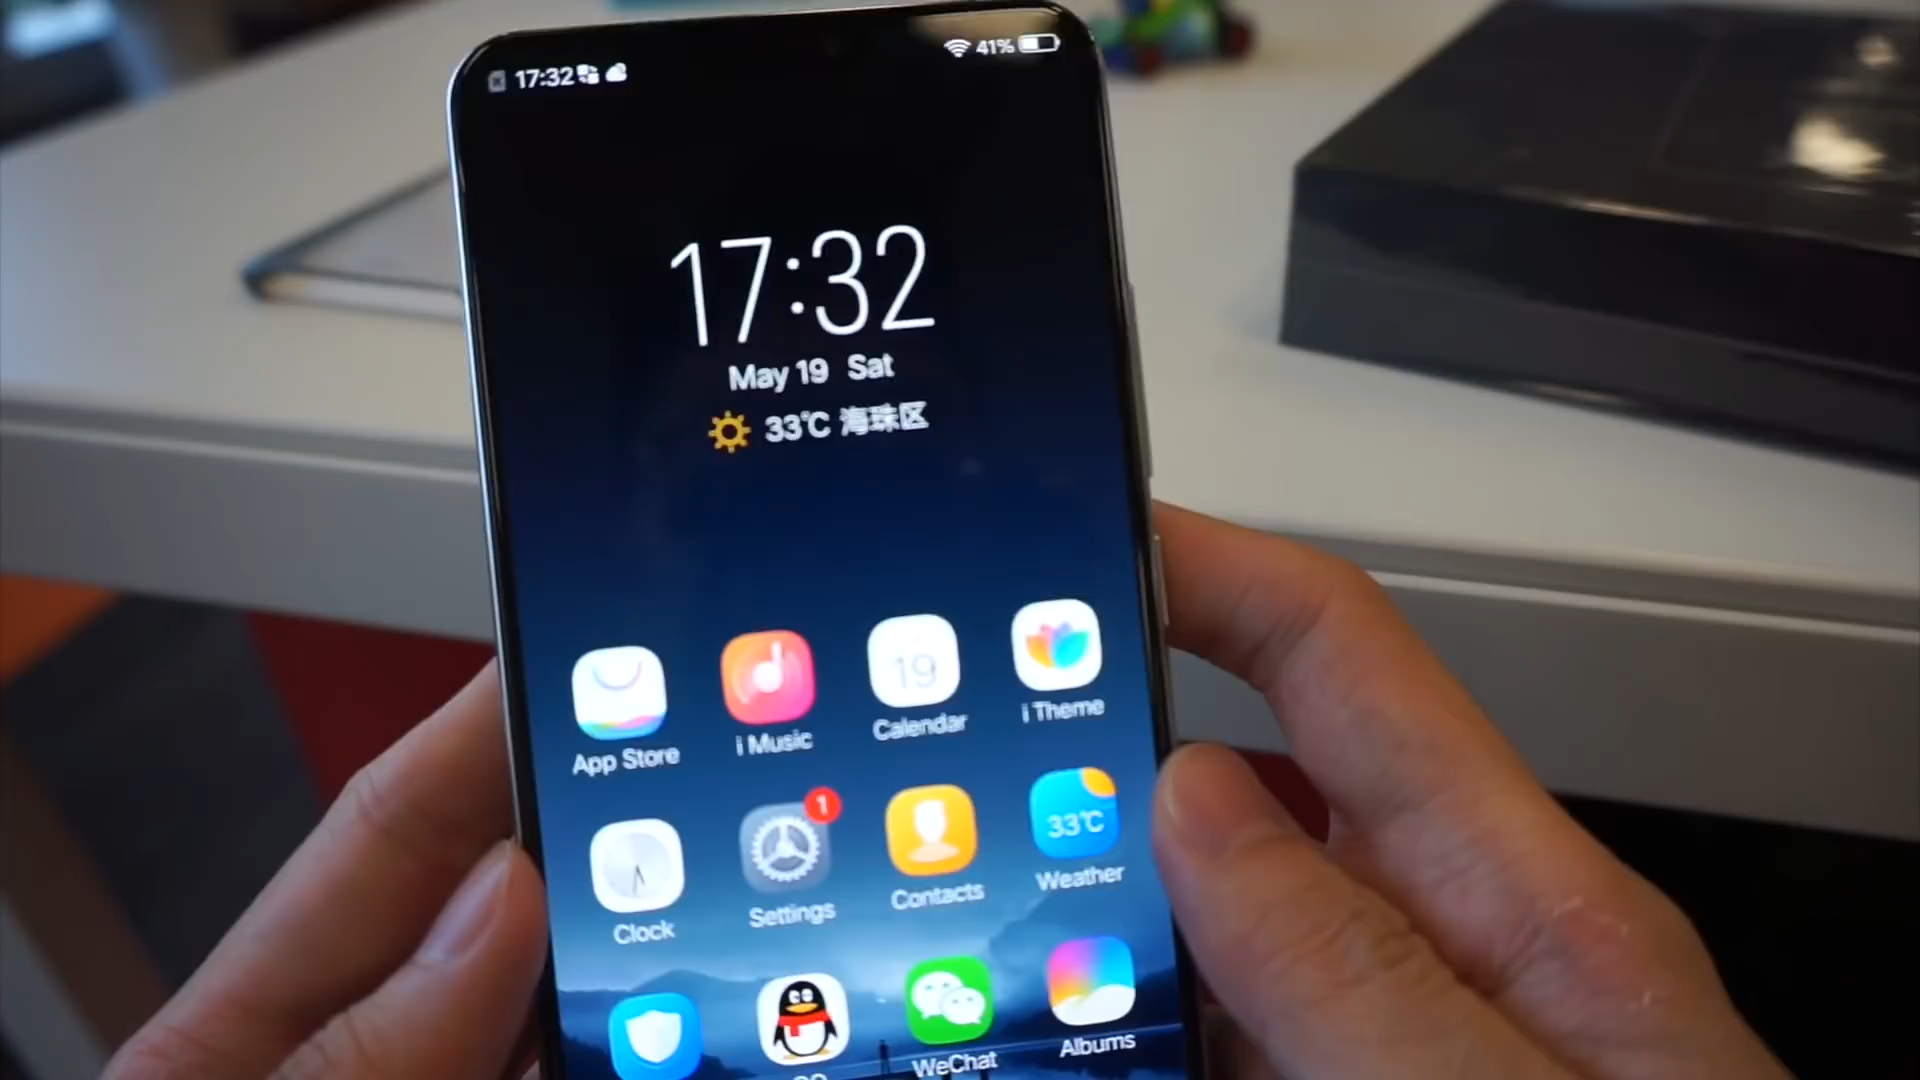 17:32
41%
17:32
May 19 Sat
33℃ 海珠区
19
App Store
i Music
Calendar
i Theme
33℃
1
Clock
Settings
Contacts
Weather
WeChat
Albums